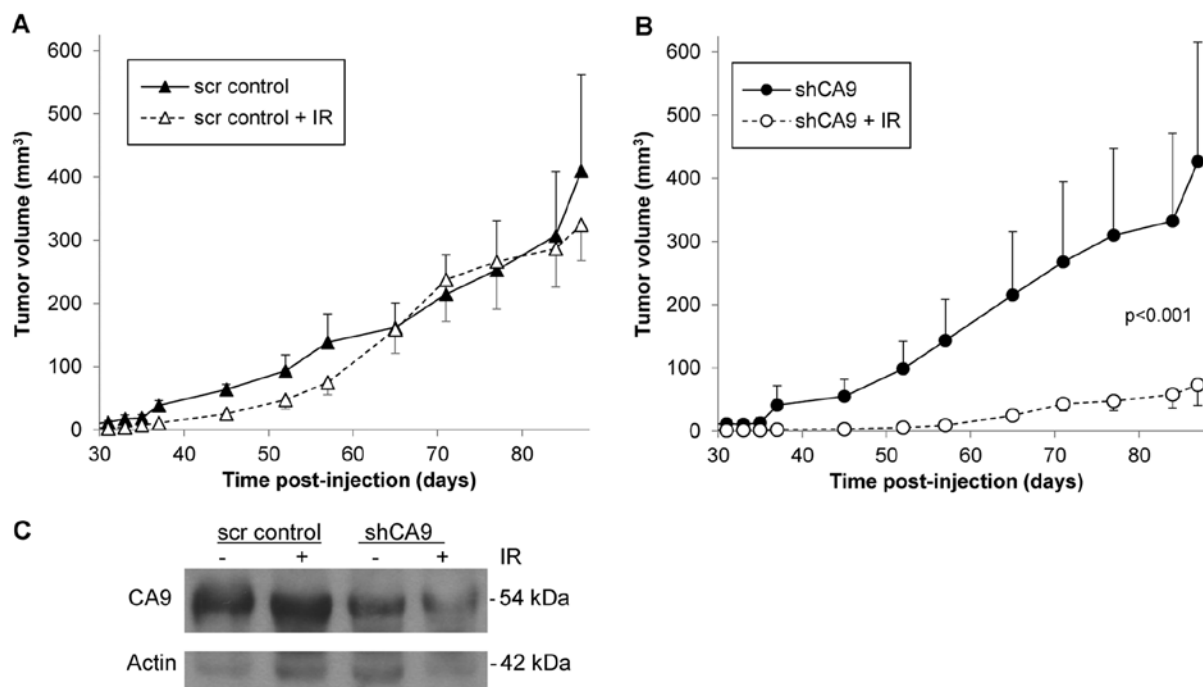 A
600
500
400
300
200
100
0
scr control
scr control + IR
Tumor volume (mm³)
30 40 50 60 70 80
Time post-injection (days)
B
600
500
400
300
200
100
0
shCA9
shCA9 + IR
p<0.001
Tumor volume (mm³)
30 40 50 60 70 80
Time post-injection (days)
C
scr control shCA9
- + - + IR
CA9 - 54 kDa
Actin - 42 kDa